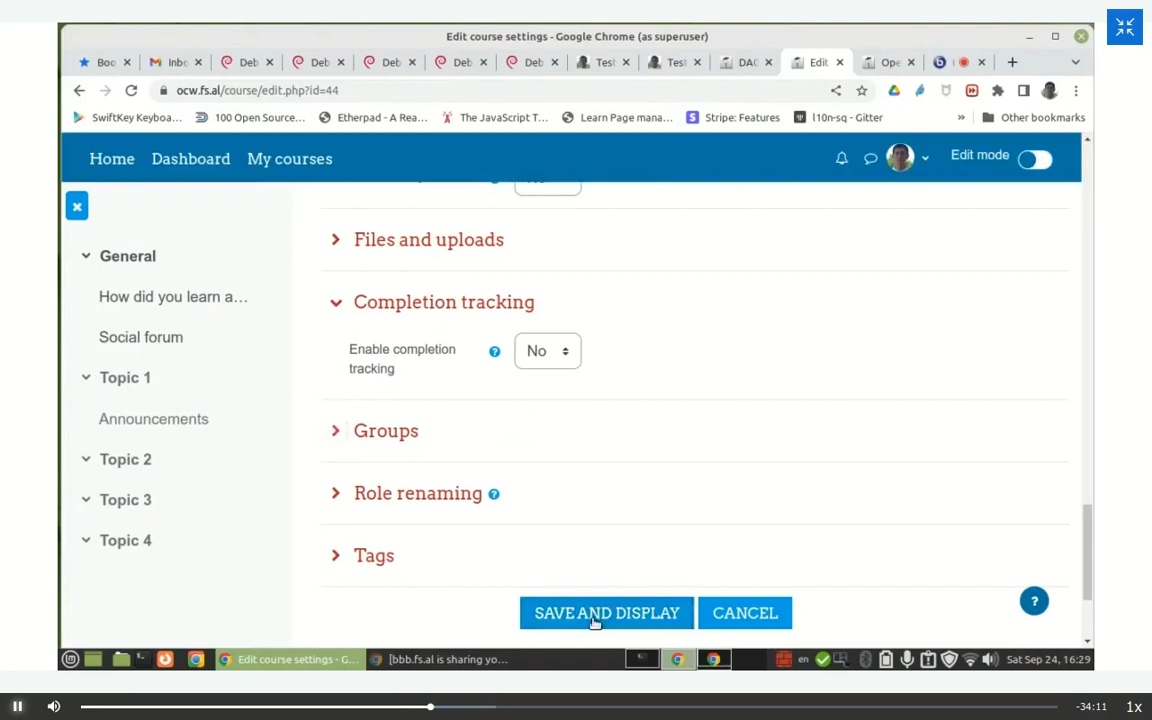 Edit course settings - Google Chrome (as superuser)
Boo Inbo Deb Deb Deb Deb Deb Test Test DA Edit Ope
ocw.fs.al/course/edit.php?id=44
SwiftKey Keyboa... 100 Open Source... Etherpad - A Rea... The JavaScript T... Learn Page mana... Stripe: Features l10n-sq - Gitter » Other bookmarks
Home Dashboard My courses Edit mode
General
How did you learn a...
Social forum
Topic 1
Announcements
Topic 2
Topic 3
Topic 4
Files and uploads
Completion tracking
Enable completion
tracking
No
Groups
Role renaming
Tags
SAVE AND DISPLAY CANCEL
Edit course settings - G... [bbb.fs.al is sharing yo... en Sat Sep 24, 16:29
-34:11 1x